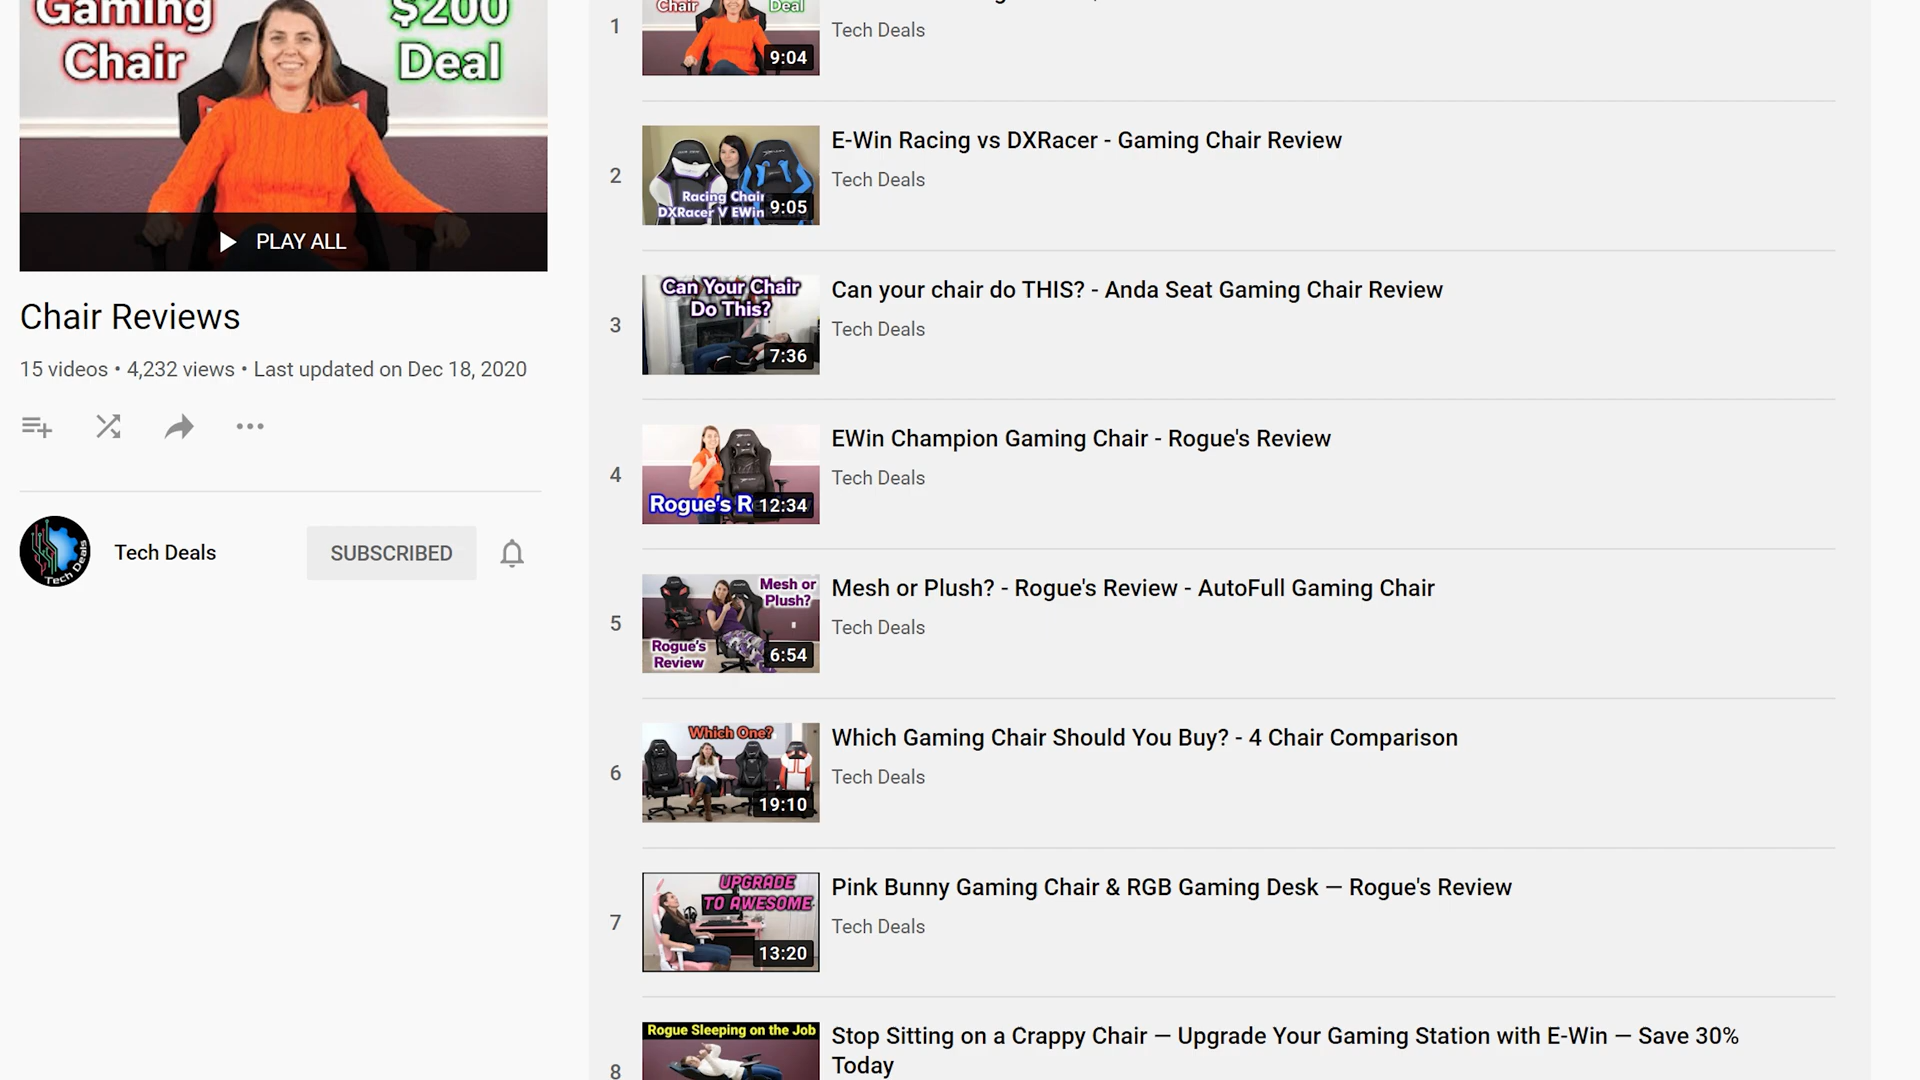 Gaming
Chair
$200
Deal
PLAY ALL
Chair Reviews
15 videos • 4,232 views • Last updated on Dec 18, 2020
Tech Deals
Tech Deals
SUBSCRIBED
1
Chair
Deal
9:04
Tech Deals
2
Racing Chair
DXRacer V EWin
9:05
E-Win Racing vs DXRacer - Gaming Chair Review
Tech Deals
3
Can Your Chair
Do This?
7:36
Can your chair do THIS? - Anda Seat Gaming Chair Review
Tech Deals
4
Rogue's R
12:34
EWin Champion Gaming Chair - Rogue's Review
Tech Deals
5
Mesh or
Plush?
Rogue's
Review
6:54
Mesh or Plush? - Rogue's Review - AutoFull Gaming Chair
Tech Deals
6
Which One?
19:10
Which Gaming Chair Should You Buy? - 4 Chair Comparison
Tech Deals
7
UPGRADE
TO AWESOME
13:20
Pink Bunny Gaming Chair & RGB Gaming Desk — Rogue's Review
Tech Deals
8
Rogue Sleeping on the Job
Stop Sitting on a Crappy Chair — Upgrade Your Gaming Station with E-Win — Save 30%
Today